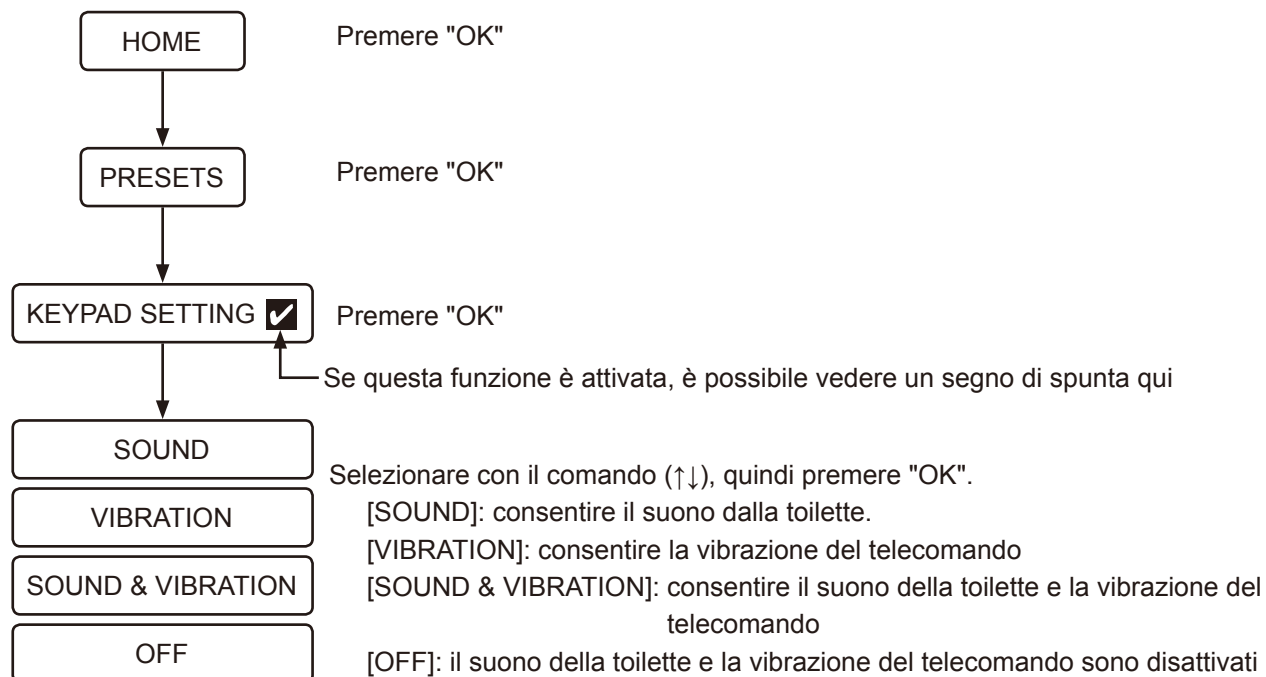 HOME
Premere "OK"
PRESETS
Premere "OK"
KEYPAD SETTING ✔
Premere "OK"
Se questa funzione è attivata, è possibile vedere un segno di spunta qui
SOUND
VIBRATION
SOUND & VIBRATION
OFF
Selezionare con il comando (↑↓), quindi premere "OK".
[SOUND]: consentire il suono dalla toilette.
[VIBRATION]: consentire la vibrazione del telecomando
[SOUND & VIBRATION]: consentire il suono della toilette e la vibrazione del
telecomando
[OFF]: il suono della toilette e la vibrazione del telecomando sono disattivati